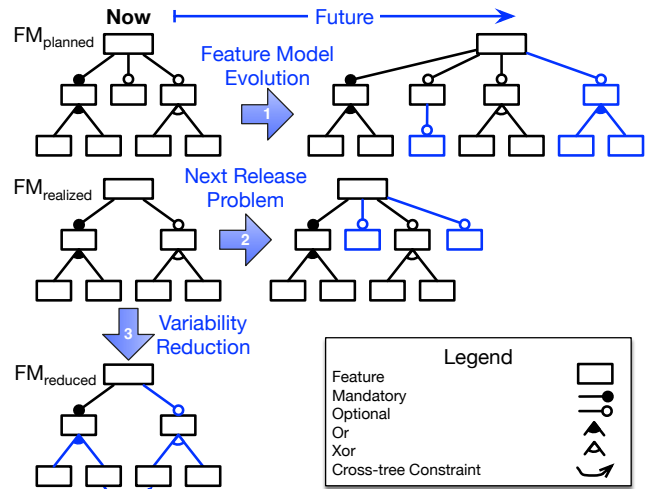 Now
Future
FMplanned
Feature Model
Evolution
1
FMrealized
Next Release
Problem
2
3
Variability
Reduction
FMreduced
Legend
Feature
Mandatory
Optional
Or
Xor
Cross-tree Constraint